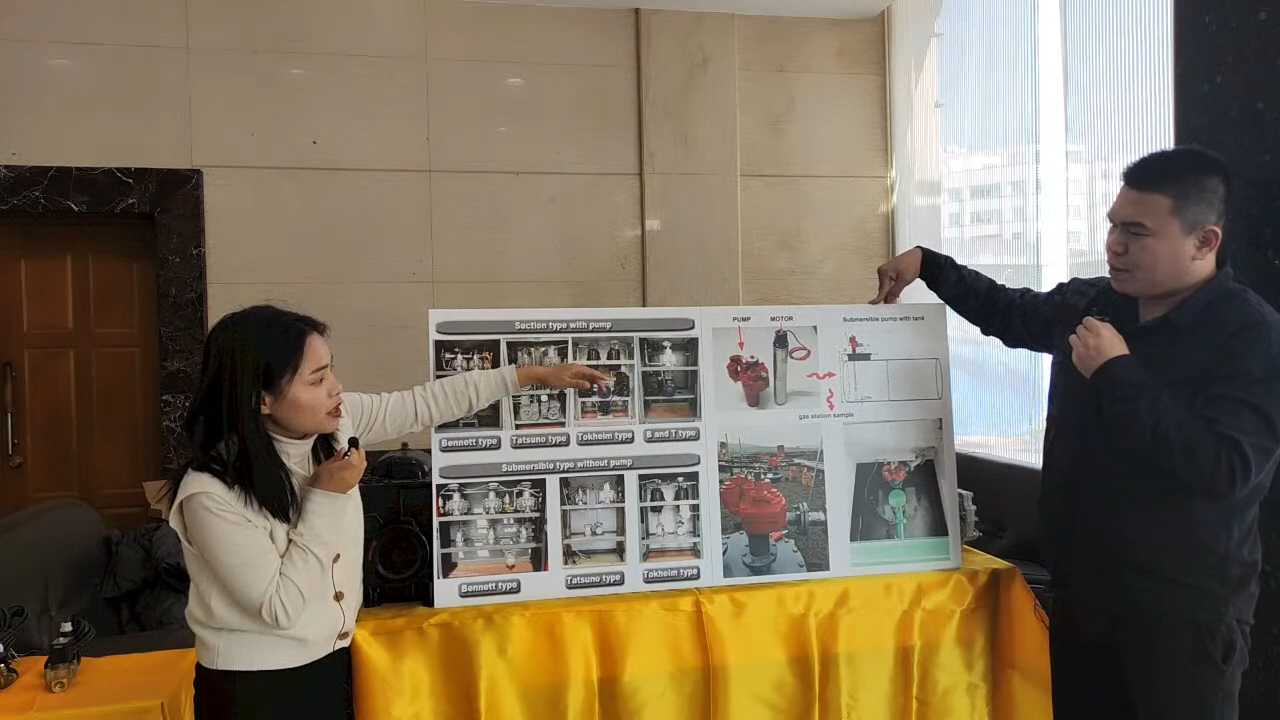 Suction type with pump
Bennett type
Tatsuno type
Tokheim type
B and T type
Submersible type without pump
Bennett type
Tatsuno type
Tokheim type
PUMP
MOTOR
Submersible pump with tank
gas station sample